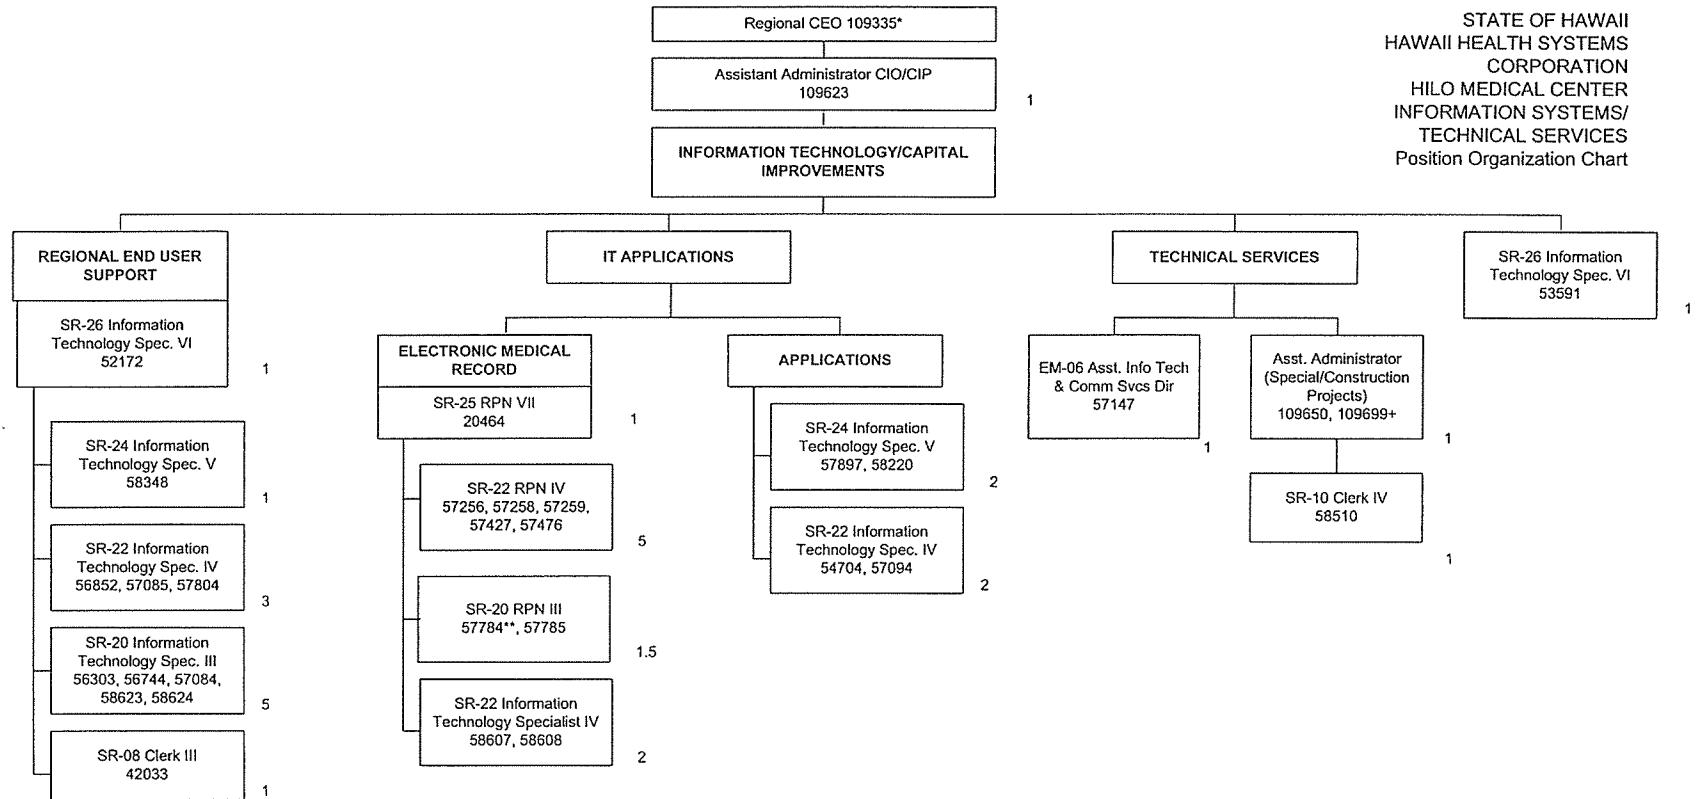 Regional CEO 109335*
Assistant Administrator CIO/CIP
109623
1
INFORMATION TECHNOLOGY/CAPITAL
IMPROVEMENTS
STATE OF HAWAII
HAWAII HEALTH SYSTEMS
CORPORATION
HILO MEDICAL CENTER
INFORMATION SYSTEMS/
TECHNICAL SERVICES
Position Organization Chart
REGIONAL END USER
SUPPORT
SR-26 Information
Technology Spec. VI
52172
1
SR-24 Information
Technology Spec. V
58348
1
SR-22 Information
Technology Spec. IV
56852, 57085, 57804
3
SR-20 Information
Technology Spec. III
56303, 56744, 57084,
58623, 58624
5
SR-08 Clerk III
42033
1
IT APPLICATIONS
ELECTRONIC MEDICAL
RECORD
SR-25 RPN VII
20464
1
SR-22 RPN IV
57256, 57258, 57259,
57427, 57476
5
SR-20 RPN III
57784**, 57785
1.5
SR-22 Information
Technology Specialist IV
58607, 58608
2
APPLICATIONS
SR-24 Information
Technology Spec. V
57897, 58220
2
SR-22 Information
Technology Spec. IV
54704, 57094
2
TECHNICAL SERVICES
EM-06 Asst. Info Tech
& Comm Svcs Dir
57147
1
Asst. Administrator
(Special/Construction
Projects)
109650, 109699+
1
SR-10 Clerk IV
58510
1
SR-26 Information
Technology Spec. VI
53591
1